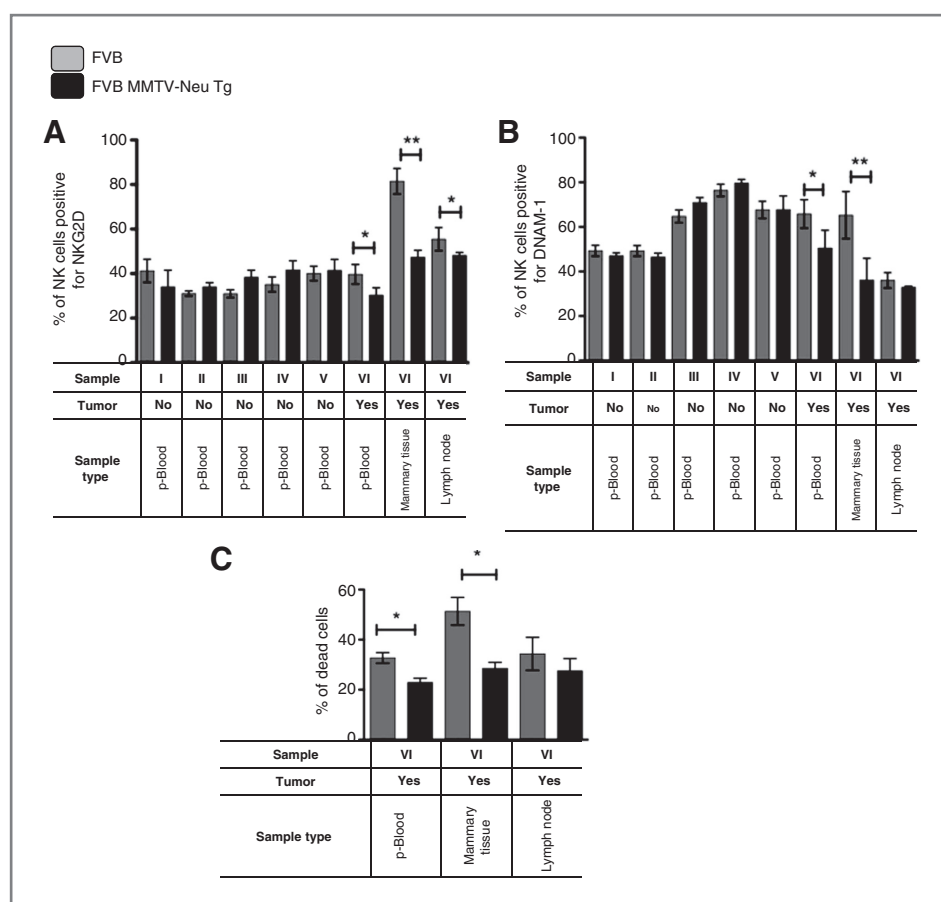 FVB
FVB MMTV-Neu Tg
A
% of NK cells positive
for NKG2D
100
80
60
40
20
0
*
**
*
Sample I II III IV V VI VI VI
Tumor No No No No No Yes Yes Yes
Sample type p-Blood p-Blood p-Blood p-Blood p-Blood p-Blood Mammary tissue Lymph node
B
% of NK cells positive
for DNAM-1
100
80
60
40
20
0
*
**
Sample I II III IV V VI VI VI
Tumor No No No No No Yes Yes Yes
Sample type p-Blood p-Blood p-Blood p-Blood p-Blood p-Blood Mammary tissue Lymph node
C
% of dead cells
60
40
20
0
*
*
Sample VI VI VI
Tumor Yes Yes Yes
Sample type p-Blood Mammary tissue Lymph node